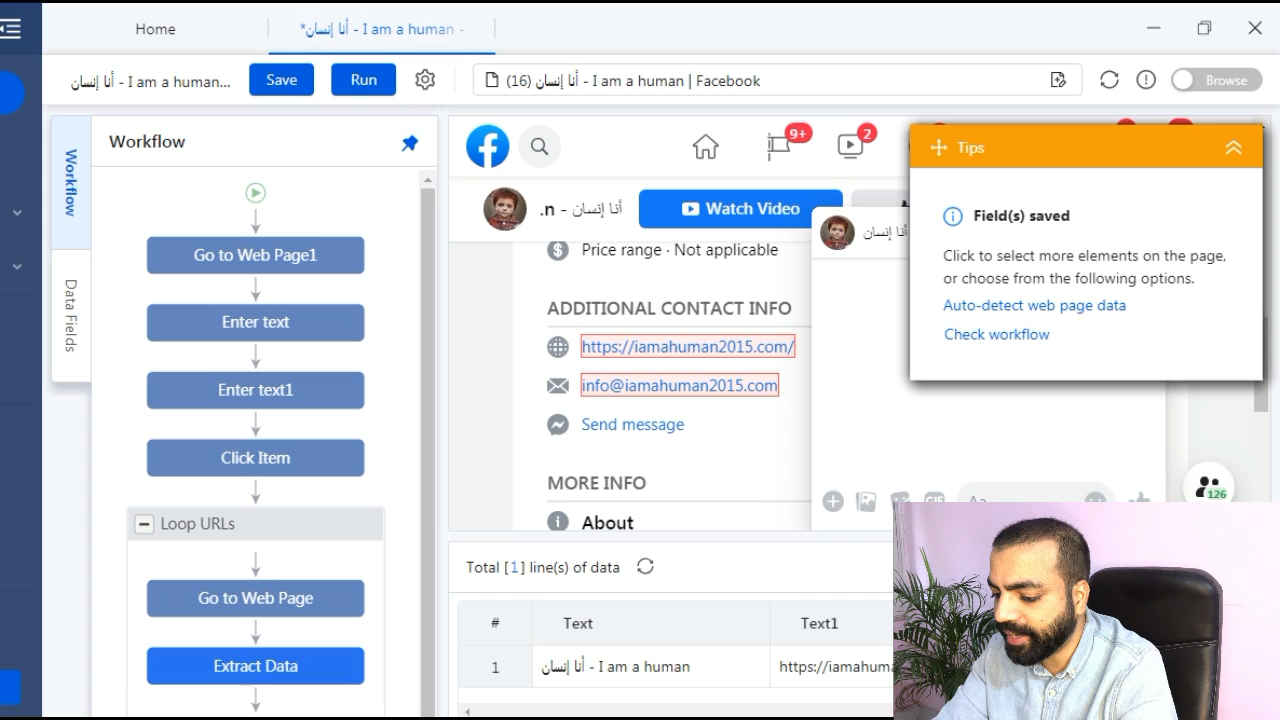 Home
*أنا إنسان - I am a human -
أنا إنسان - I am a human...
Save
Run
(16) أنا إنسان - I am a human | Facebook
Browse
Workflow
Data Fields
Workflow
Go to Web Page1
Enter text
Enter text1
Click Item
Loop URLs
Go to Web Page
Extract Data
9+
2
أنا إنسان - n.
Watch Video
أنا إنسان
Price range · Not applicable
ADDITIONAL CONTACT INFO
https://iamahuman2015.com/
info@iamahuman2015.com
Send message
MORE INFO
About
GIF
Aa
126
Tips
Field(s) saved
Click to select more elements on the page,
or choose from the following options.
Auto-detect web page data
Check workflow
Total [1] line(s) of data
# Text Text1
1 أنا إنسان - I am a human https://iamahuma